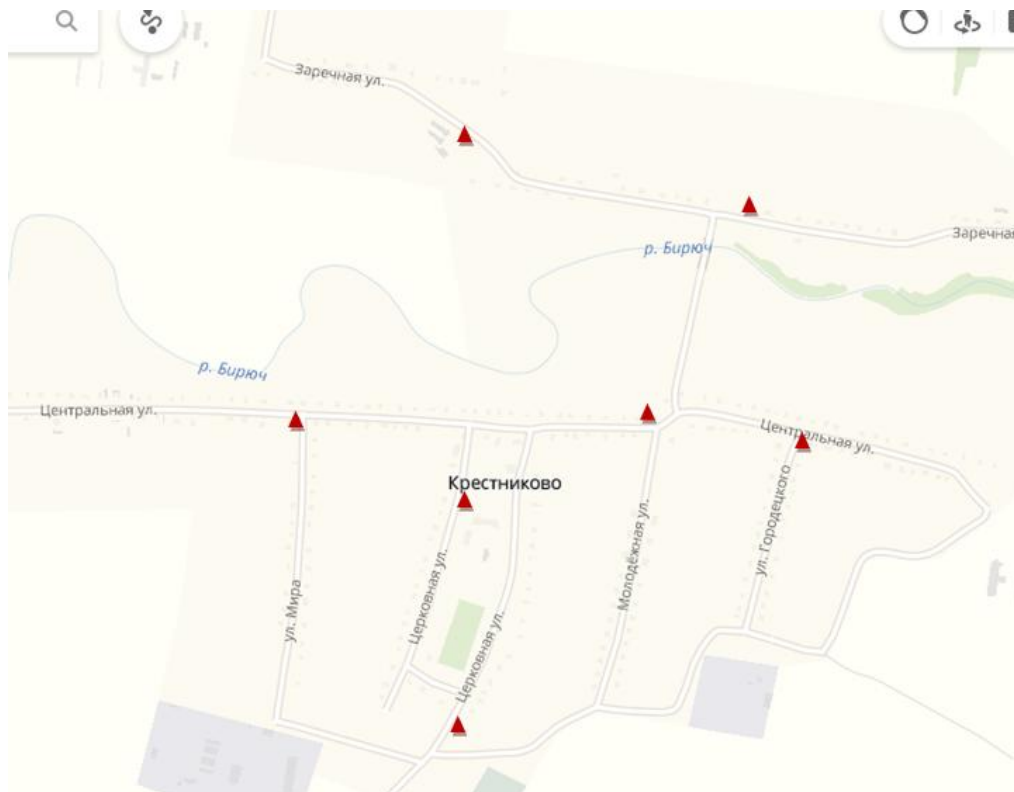 Заречная ул.
Заречна
р. Бирюч
р. Бирюч
Центральная ул.
Центральная ул.
Крестниково
ул. Мира
Церковная ул.
Церковная ул.
Молодёжная ул.
ул. Городецкого